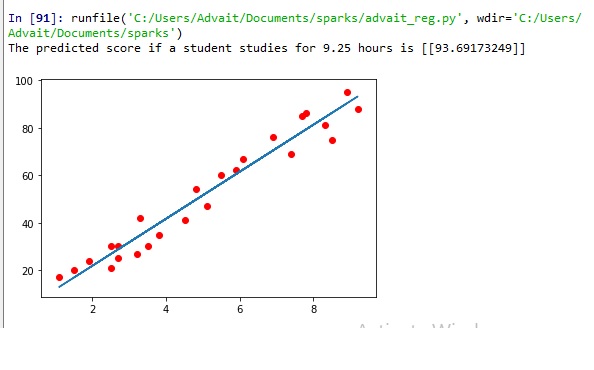 In [91]: runfile('C:/Users/Advait/Documents/sparks/advait_reg.py', wdir='C:/Users/
Advait/Documents/sparks')
The predicted score if a student studies for 9.25 hours is [[93.69173249]]
100
80
60
40
20
2 4 6 8